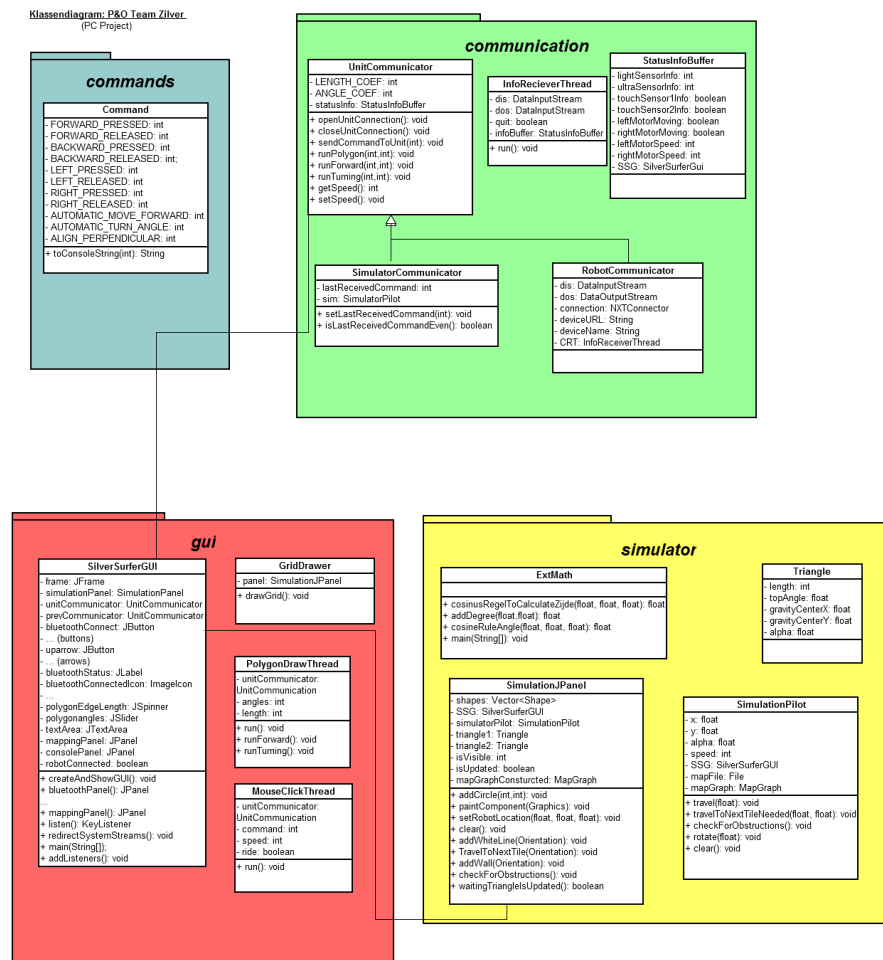 Klassendiagram: P&O Team Zilver
(PC Project)
commands
Command
- FORWARD_PRESSED: int
- FORWARD_RELEASED: int
- BACKWARD_PRESSED: int
- BACKWARD_RELEASED: int;
- LEFT_PRESSED: int
- LEFT_RELEASED: int
- RIGHT_PRESSED: int
- RIGHT_RELEASED: int
- AUTOMATIC_MOVE_FORWARD: int
- AUTOMATIC_TURN_ANGLE: int
- ALIGN_PERPENDICULAR: int
+ toConsoleString(int): String
communication
UnitCommunicator
- LENGTH_COEF: int
- ANGLE_COEF: int
- statusInfo: StatusInfoBuffer
+ openUnitConnection(): void
+ closeUnitConnection(): void
+ sendCommandToUnit(int): void
+ runPolygon(int,int): void
+ runForward(int,int): void
+ runTurning(int,int): void
+ getSpeed(): int
+ setSpeed(): void
InfoRecieverThread
- dis: DataInputStream
- dos: DataInputStream
- quit: boolean
- infoBuffer: StatusInfoBuffer
+ run(): void
StatusInfoBuffer
- lightSensorInfo: int
- ultraSensorInfo: int
- touchSensor1Info: boolean
- touchSensor2Info: boolean
- leftMotorMoving: boolean
- rightMotorMoving: boolean
- leftMotorSpeed: int
- rightMotorSpeed: int
- SSG: SilverSurferGui
SimulatorCommunicator
- lastReceivedCommand: int
- sim: SimulatorPilot
+ setLastReceivedCommand(int): void
+ isLastReceivedCommandEven(): boolean
RobotCommunicator
- dis: DataInputStream
- dos: DataOutputStream
- connection: NXTConnector
- deviceURL: String
- deviceName: String
- CRT: InfoReceiverThread
gui
SilverSurferGUI
- frame: JFrame
- simulationPanel: SimulationPanel
- unitCommunicator: UnitCommunicator
- prevCommunicator: UnitCommunicator
- bluetoothConnect: JButton
- ... (buttons)
- uparrow: JButton
- ... (arrows)
- bluetoothStatus: JLabel
- bluetoothConnectedIcon: ImageIcon
- ...
- polygonEdgeLength: JSpinner
- polygonangles: JSlider
- textArea: JTextArea
- mappingPanel: JPanel
- consolePanel: JPanel
- robotConnected: boolean
+ createAndShowGUI(): void
+ bluetoothPanel(): JPanel
...
+ mappingPanel(): JPanel
+ listen(): KeyListener
+ redirectSystemStreams(): void
+ main(String[]);
+ addListeners(): void
GridDrawer
- panel: SimulationJPanel
+ drawGrid(): void
PolygonDrawThread
- unitCommunicator:
UnitCommunication
- angles: int
- length: int
+ run(): void
+ runForward(): void
+ runTurning(): void
MouseClickThread
- unitCommunicator:
UnitCommunication
- command: int
- speed: int
- ride: boolean
+ run(): void
simulator
ExtMath
+ cosinusRegelToCalculateZijde(float, float, float): float
+ addDegree(float,float): float
+ cosineRuleAngle(float, float, float): float
+ main(String[]): void
Triangle
- length: int
- topAngle: float
- gravityCenterX: float
- gravityCenterY: float
- alpha: float
SimulationJPanel
- shapes: Vector<Shape>
- SSG: SilverSurferGUI
- simulatorPilot: SimulationPilot
- triangle1: Triangle
- triangle2: Triangle
- isVisible: int
- isUpdated: boolean
- mapGraphConsturcted: MapGraph
+ addCircle(int,int): void
+ paintComponent(Graphics): void
+ setRobotLocation(float, float, float): void
+ clear(): void
+ addWhiteLine(Orientation): void
+ TravelToNextTile(Orientation): void
+ addWall(Orientation): void
+ checkForObstructions(): void
+ waitingTriangleIsUpdated(): boolean
SimulationPilot
- x: float
- y: float
- alpha: float
- speed: int
- SSG: SilverSurferGUI
- mapFile: File
- mapGraph: MapGraph
+ travel(float): void
+ travelToNextTileNeeded(float, float): void
+ checkForObstructions(): void
+ rotate(float): void
+ clear(): void